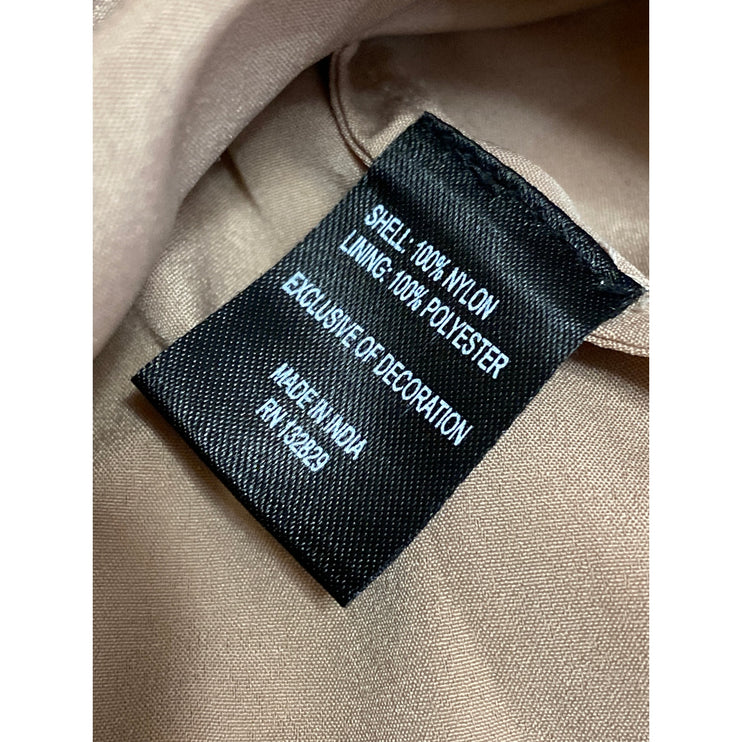 SHELL: 100% NYLON
LINING: 100% POLYESTER
EXCLUSIVE OF DECORATION
MADE IN INDIA
RN 132829